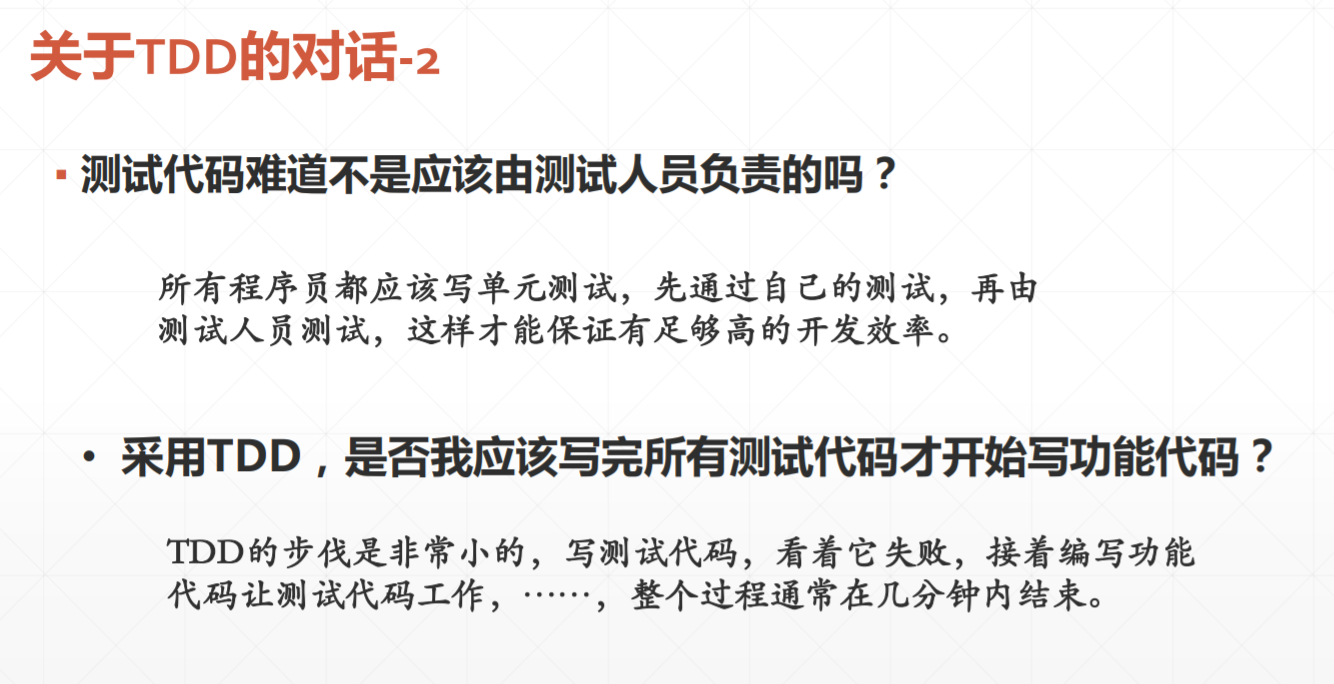 关于TDD的对话-2
▪ 测试代码难道不是应该由测试人员负责的吗？
所有程序员都应该写单元测试，先通过自己的测试，再由
测试人员测试，这样才能保证有足够高的开发效率。
• 采用TDD，是否我应该写完所有测试代码才开始写功能代码？
TDD的步伐是非常小的，写测试代码，看着它失败，接着编写功能
代码让测试代码工作，……，整个过程通常在几分钟内结束。